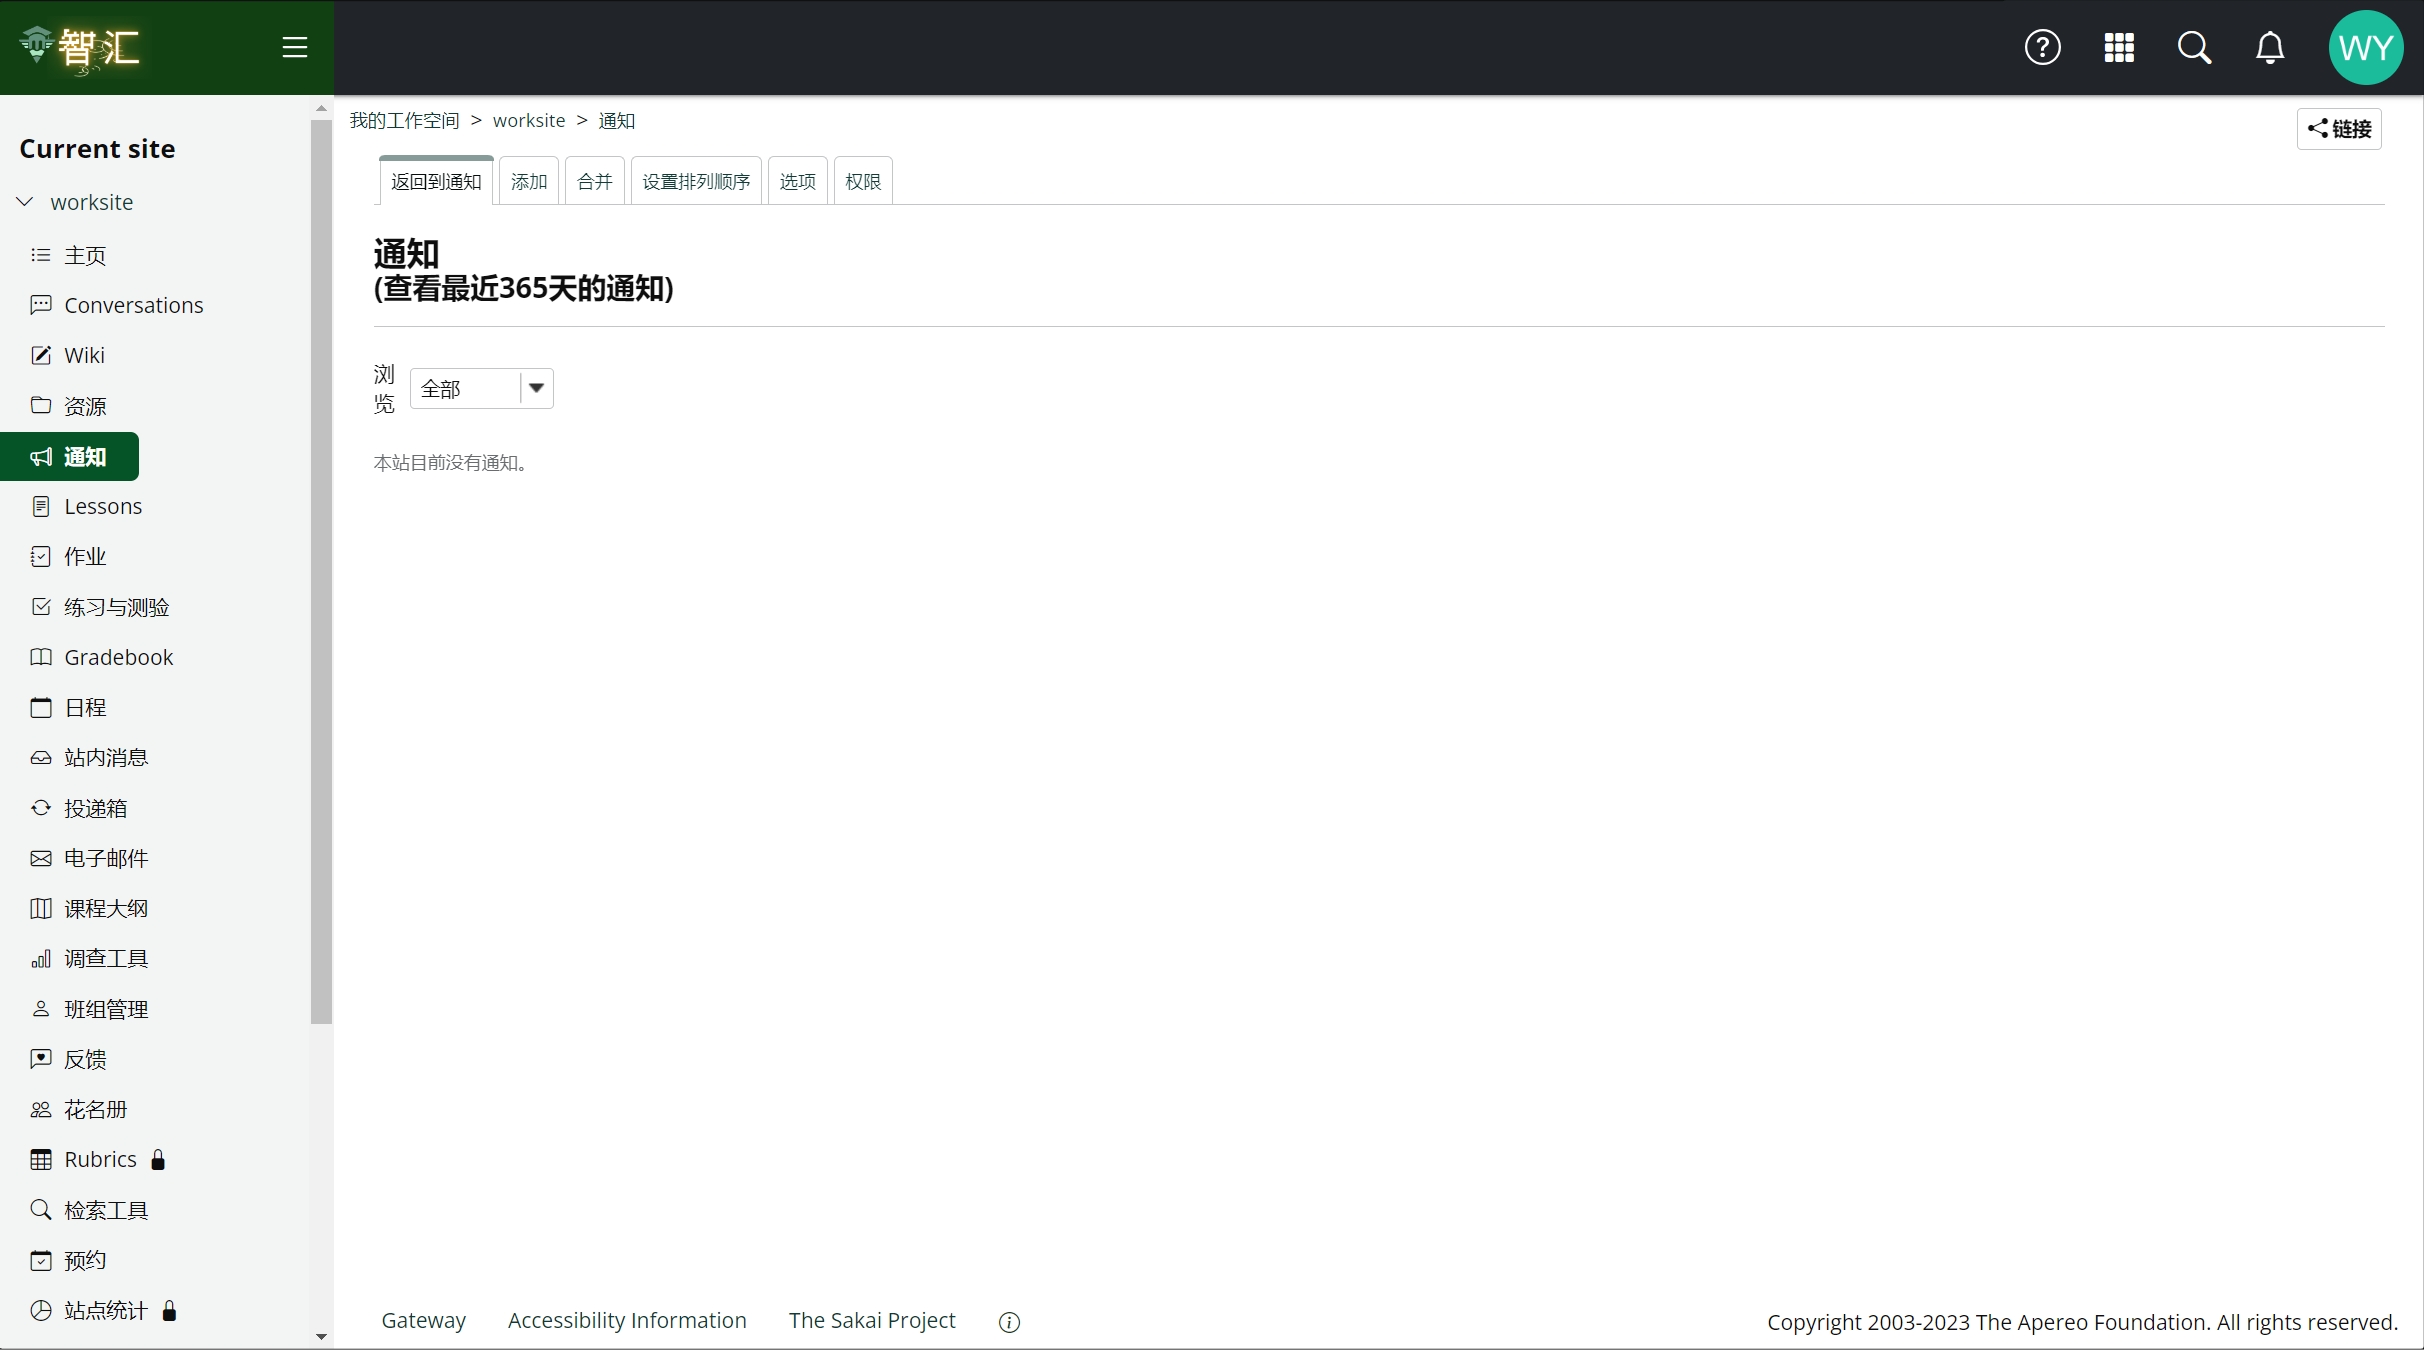 智汇
WY
Current site
worksite
主页
Conversations
Wiki
资源
通知
Lessons
作业
练习与测验
Gradebook
日程
站内消息
投递箱
电子邮件
课程大纲
调查工具
班组管理
反馈
花名册
Rubrics
检索工具
预约
站点统计
我的工作空间 > worksite > 通知
链接
返回到通知 添加 合并 设置排列顺序 选项 权限
通知
(查看最近365天的通知)
浏览 全部
本站目前没有通知。
Gateway Accessibility Information The Sakai Project
Copyright 2003-2023 The Apereo Foundation. All rights reserved.